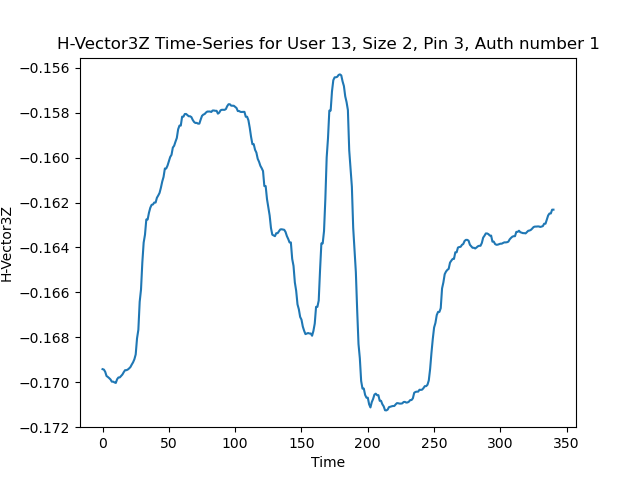 H-Vector3Z Time-Series for User 13, Size 2, Pin 3, Auth number 1
−0.156
−0.158
−0.160
−0.162
−0.164
−0.166
−0.168
−0.170
−0.172
H-Vector3Z
0 50 100 150 200 250 300 350
Time